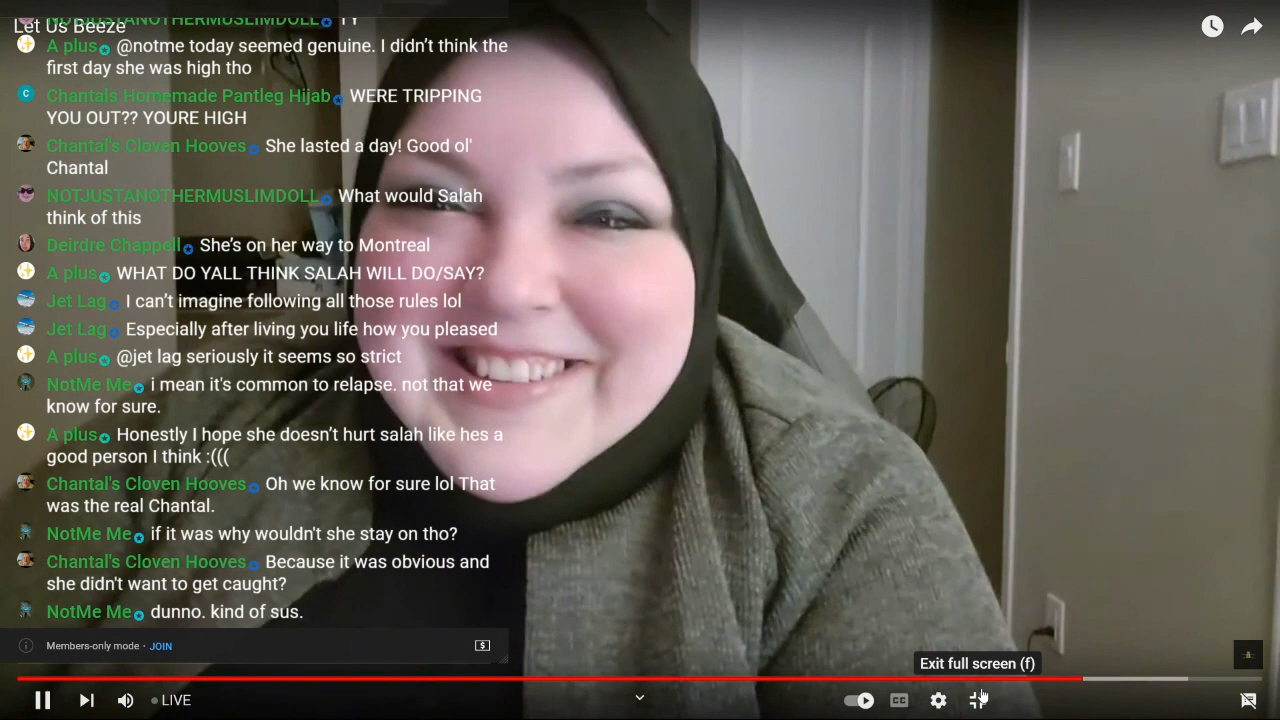 Let Us Beeze
NOTJUSTANOTHERMUSLIMDOLL TY
A plus @notme today seemed genuine. I didn’t think the
first day she was high tho
C Chantals Homemade Pantleg Hijab WERE TRIPPING
YOU OUT?? YOURE HIGH
Chantal's Cloven Hooves She lasted a day! Good ol'
Chantal
NOTJUSTANOTHERMUSLIMDOLL What would Salah
think of this
Deirdre Chappell She’s on her way to Montreal
A plus WHAT DO YALL THINK SALAH WILL DO/SAY?
Jet Lag I can’t imagine following all those rules lol
Jet Lag Especially after living you life how you pleased
A plus @jet lag seriously it seems so strict
NotMe Me i mean it's common to relapse. not that we
know for sure.
A plus Honestly I hope she doesn’t hurt salah like hes a
good person I think :(((
Chantal's Cloven Hooves Oh we know for sure lol That
was the real Chantal.
NotMe Me if it was why wouldn't she stay on tho?
Chantal's Cloven Hooves Because it was obvious and
she didn't want to get caught?
NotMe Me dunno. kind of sus.
Members-only mode · JOIN
Exit full screen (f)
LIVE
CC